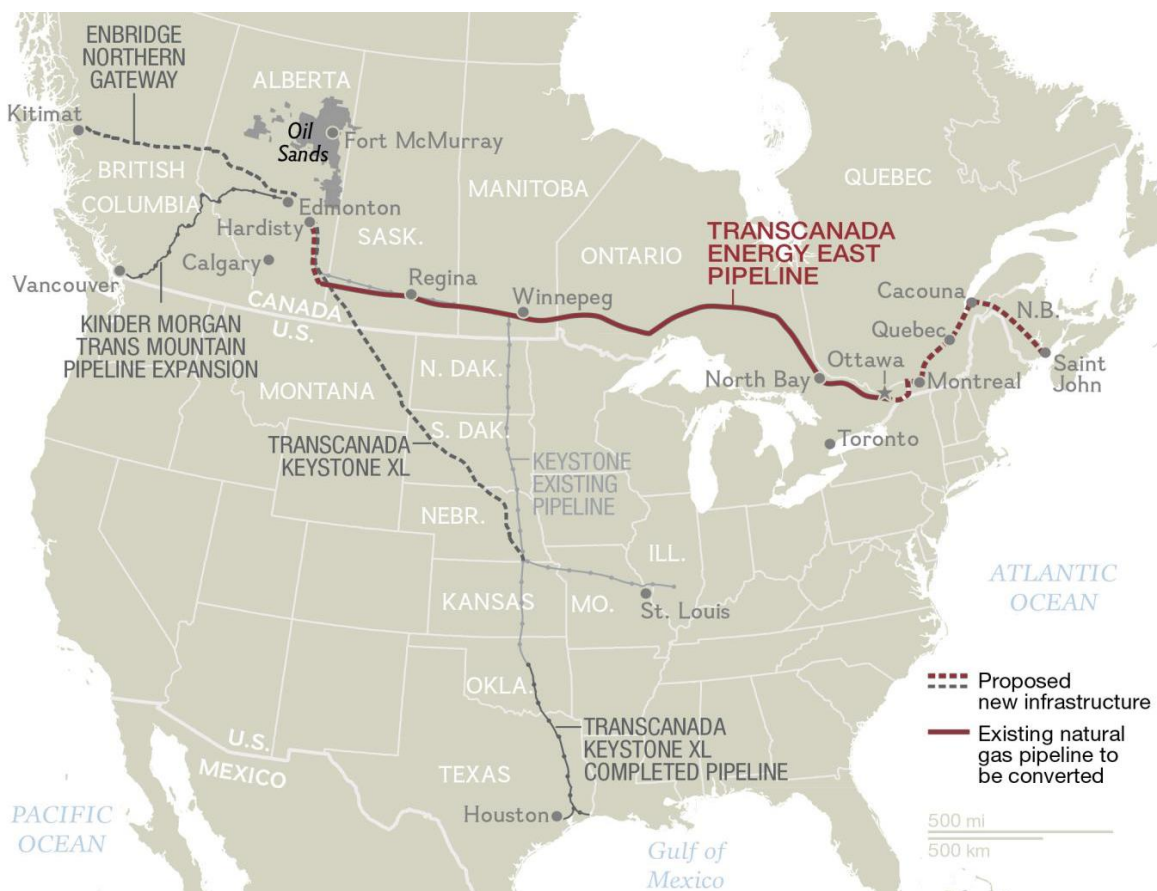 ENBRIDGE
NORTHERN
GATEWAY
ALBERTA
Kitimat
Oil
Sands
Fort McMurray
BRITISH
COLUMBIA
MANITOBA
QUEBEC
Edmonton
Hardisty
SASK.
ONTARIO
TRANSCANADA
ENERGY EAST
PIPELINE
Calgary
Vancouver
Regina
Winnepeg
Cacouna
N.B.
CANADA
U.S.
KINDER MORGAN
TRANS MOUNTAIN
PIPELINE EXPANSION
Quebec
Ottawa
Saint
John
North Bay
Montreal
N. DAK.
MONTANA
Toronto
S. DAK.
TRANSCANADA
KEYSTONE XL
KEYSTONE
EXISTING
PIPELINE
NEBR.
ILL.
ATLANTIC
OCEAN
KANSAS
MO.
St. Louis
OKLA.
Proposed
new infrastructure
Existing natural
gas pipeline to
be converted
TRANSCANADA
KEYSTONE XL
COMPLETED PIPELINE
U.S.
MEXICO
TEXAS
Houston
PACIFIC
OCEAN
500 mi
500 km
Gulf of
Mexico